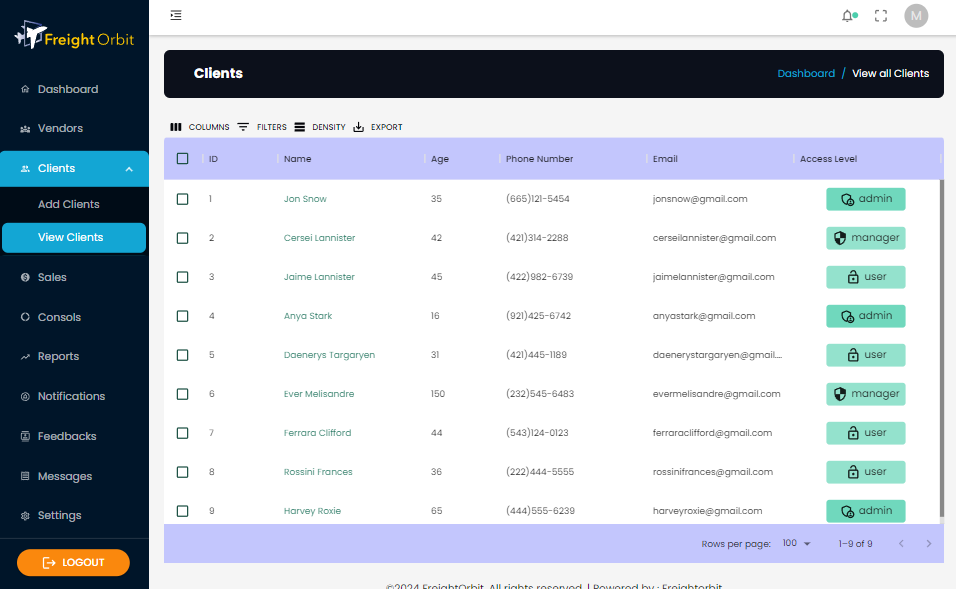 Freight Orbit
Dashboard
Vendors
Clients
Add Clients
View Clients
Sales
Consols
Reports
Notifications
Feedbacks
Messages
Settings
LOGOUT
M
Clients
Dashboard / View all Clients
COLUMNS FILTERS DENSITY EXPORT
ID Name Age Phone Number Email Access Level
1 Jon Snow 35 (665)121-5454 jonsnow@gmail.com admin
2 Cersei Lannister 42 (421)314-2288 cerseilannister@gmail.com manager
3 Jaime Lannister 45 (422)982-6739 jaimelannister@gmail.com user
4 Anya Stark 16 (921)425-6742 anyastark@gmail.com admin
5 Daenerys Targaryen 31 (421)445-1189 daenerystargaryen@gmail.... user
6 Ever Melisandre 150 (232)545-6483 evermelisandre@gmail.com manager
7 Ferrara Clifford 44 (543)124-0123 ferraraclifford@gmail.com user
8 Rossini Frances 36 (222)444-5555 rossinifrances@gmail.com user
9 Harvey Roxie 65 (444)555-6239 harveyroxie@gmail.com admin
Rows per page: 100 1–9 of 9
©2024 FreightOrbit. All rights reserved. | Powered by : Freightorbit